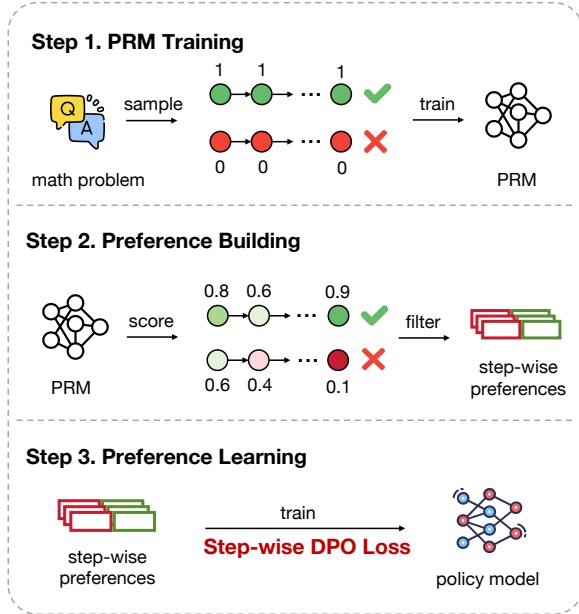 Step 1. PRM Training
1 1 1
Q
A
sample
...
train
math problem
0 0 0
PRM
Step 2. Preference Building
0.8 0.6 0.9
score
...
filter
PRM
0.6 0.4 0.1
step-wise
preferences
Step 3. Preference Learning
train
Step-wise DPO Loss
step-wise
preferences
policy model